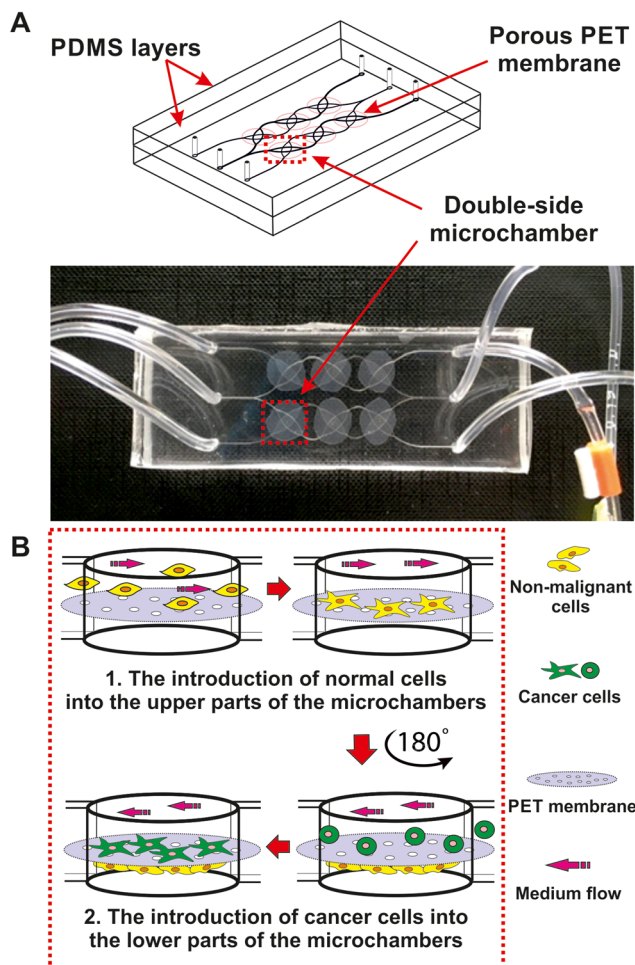 A
PDMS layers
Porous PET
membrane
Double-side
microchamber
B
Non-malignant
cells
1. The introduction of normal cells
into the upper parts of the microchambers
Cancer cells
180°
PET membrane
Medium flow
2. The introduction of cancer cells into
the lower parts of the microchambers